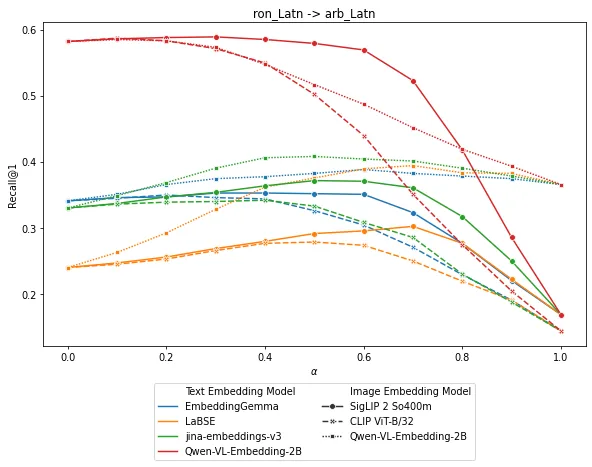 ron_Latn -> arb_Latn
Recall@1
0.6
0.5
0.4
0.3
0.2
0.0 0.2 0.4 0.6 0.8 1.0
α
Text Embedding Model Image Embedding Model
EmbeddingGemma SigLIP 2 So400m
LaBSE CLIP ViT-B/32
jina-embeddings-v3 Qwen-VL-Embedding-2B
Qwen-VL-Embedding-2B